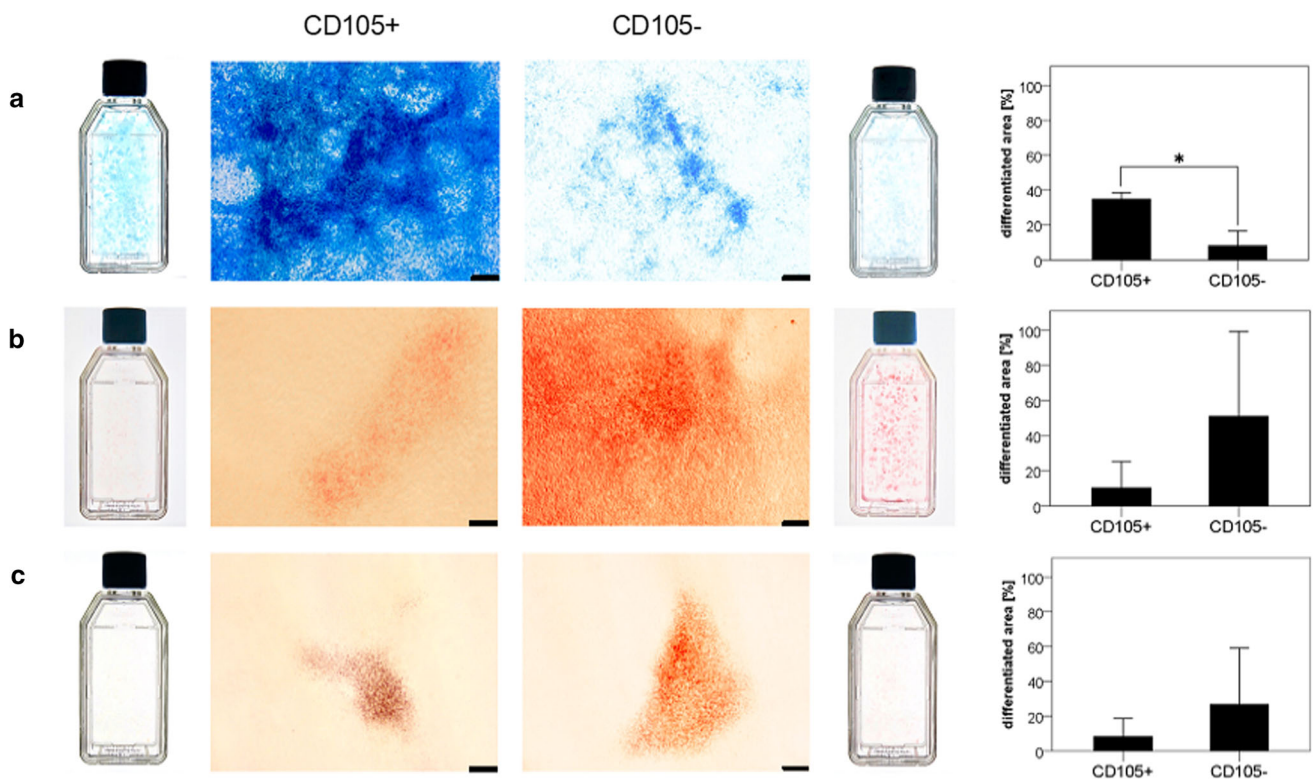 CD105+ CD105-
a
* 
differentiated area [%]
100
80
60
40
20
0
CD105+ CD105-
b
differentiated area [%]
100
80
60
40
20
0
CD105+ CD105-
c
differentiated area [%]
100
80
60
40
20
0
CD105+ CD105-